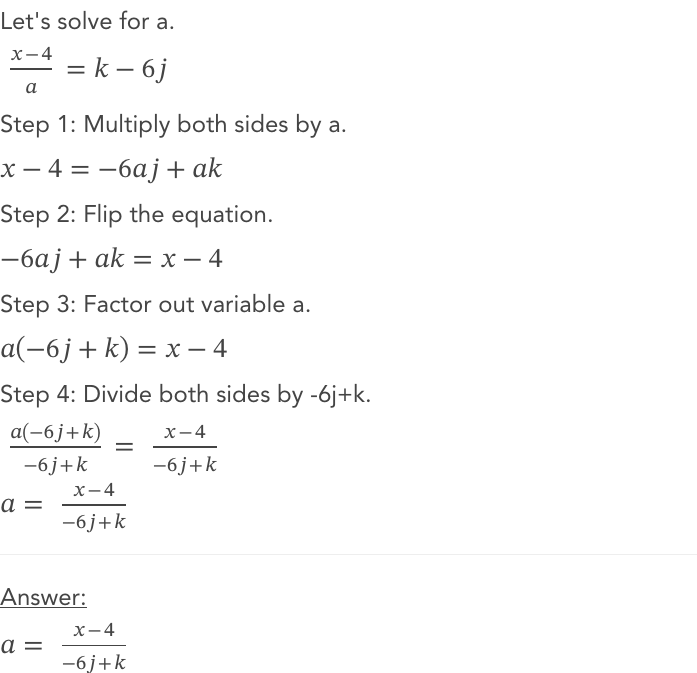 Let's solve for a.
\frac{x-4}{a} = k - 6j
Step 1: Multiply both sides by a.
x - 4 = -6aj + ak
Step 2: Flip the equation.
-6aj + ak = x - 4
Step 3: Factor out variable a.
a(-6j + k) = x - 4
Step 4: Divide both sides by -6j+k.
\frac{a(-6j+k)}{-6j+k} = \frac{x-4}{-6j+k}
a = \frac{x-4}{-6j+k}
Answer:
a = \frac{x-4}{-6j+k}